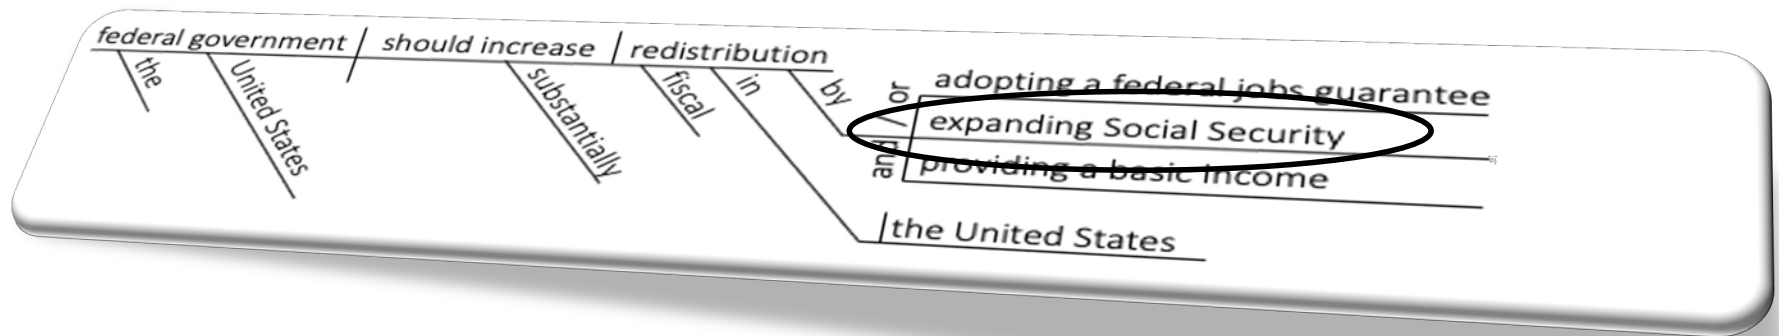 federal government should increase redistribution
the
United States
substantially
fiscal
in
by
and / or
adopting a federal jobs guarantee
expanding Social Security
providing a basic income
the United States